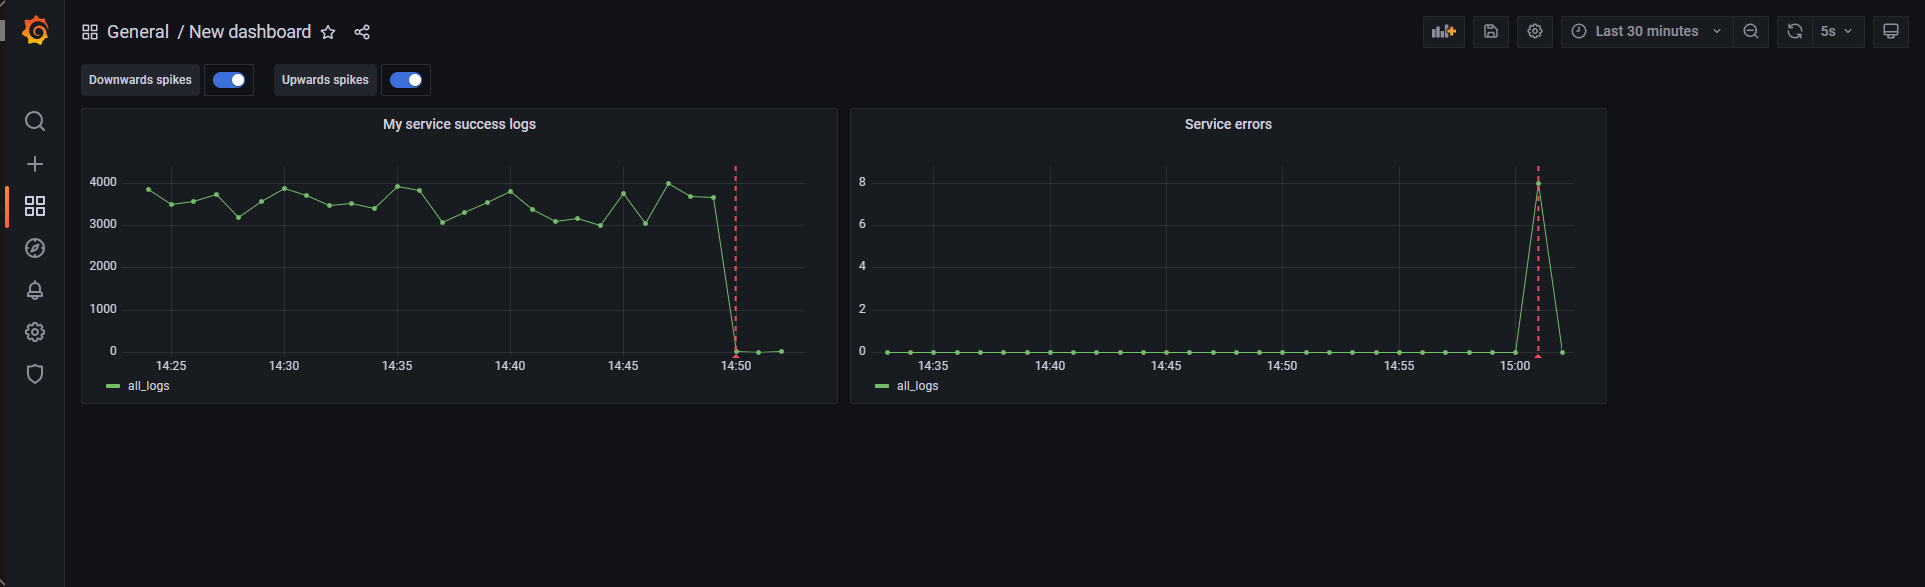 General / New dashboard
Last 30 minutes
5s
Downwards spikes
Upwards spikes
My service success logs
4000
3000
2000
1000
0
14:25 14:30 14:35 14:40 14:45 14:50
all_logs
Service errors
8
6
4
2
0
14:35 14:40 14:45 14:50 14:55 15:00
all_logs